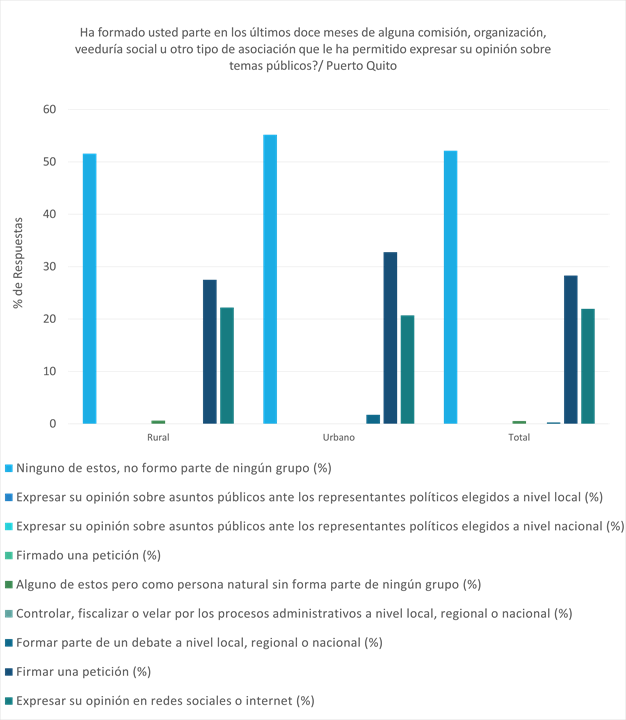 Ha formado usted parte en los últimos doce meses de alguna comisión, organización,
veeduría social u otro tipo de asociación que le ha permitido expresar su opinión sobre
temas públicos?/ Puerto Quito
% de Respuestas
60
50
40
30
20
10
0
Rural
Urbano
Total
Ninguno de estos, no formo parte de ningún grupo (%)
Expresar su opinión sobre asuntos públicos ante los representantes políticos elegidos a nivel local (%)
Expresar su opinión sobre asuntos públicos ante los representantes políticos elegidos a nivel nacional (%)
Firmado una petición (%)
Alguno de estos pero como persona natural sin forma parte de ningún grupo (%)
Controlar, fiscalizar o velar por los procesos administrativos a nivel local, regional o nacional (%)
Formar parte de un debate a nivel local, regional o nacional (%)
Firmar una petición (%)
Expresar su opinión en redes sociales o internet (%)